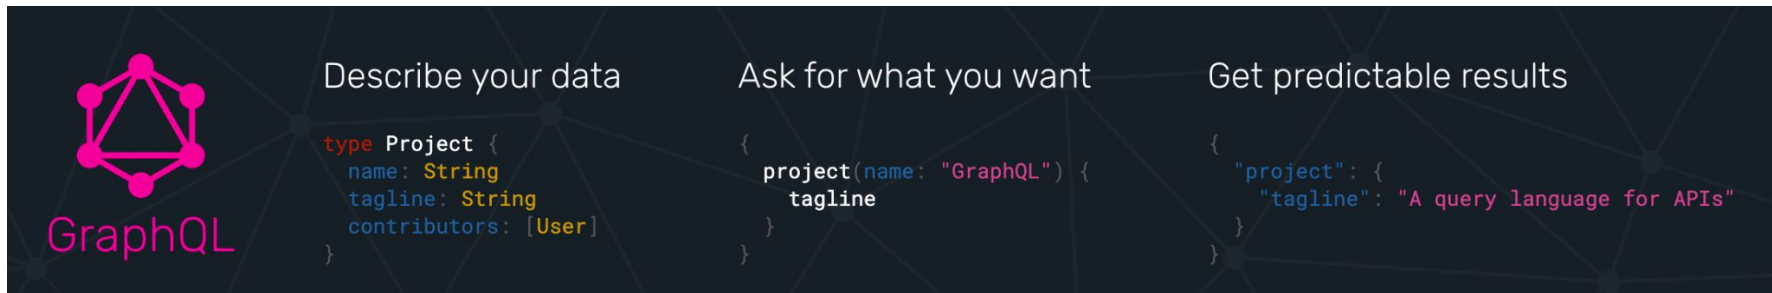 GraphQL
Describe your data
type Project {
  name: String
  tagline: String
  contributors: [User]
}
Ask for what you want
{
  project(name: "GraphQL") {
    tagline
  }
}
Get predictable results
{
  "project": {
    "tagline": "A query language for APIs"
  }
}